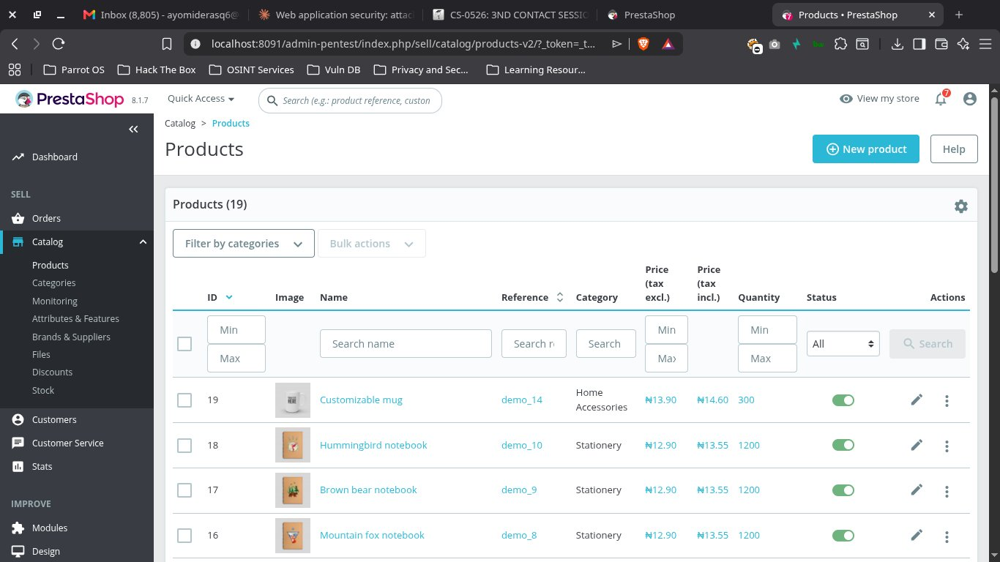 Inbox (8,805) - ayomiderasq6@
Web application security: attac
CS-0526: 3ND CONTACT SESSIO
PrestaShop
Products • PrestaShop
localhost:8091/admin-pentest/index.php/sell/catalog/products-v2/?_token=_t...
Parrot OS
Hack The Box
OSINT Services
Vuln DB
Privacy and Sec...
Learning Resour...
PrestaShop 8.1.7
Quick Access
Search (e.g.: product reference, custon
View my store
7
Catalog > Products
Products
New product
Help
Dashboard
SELL
Orders
Catalog
Products
Categories
Monitoring
Attributes & Features
Brands & Suppliers
Files
Discounts
Stock
Customers
Customer Service
Stats
IMPROVE
Modules
Design
Products (19)
Filter by categories
Bulk actions
ID Image Name Reference Category Price (tax excl.) Price (tax incl.) Quantity Status Actions
Min Search name Search r Search Min Min All Search
Max Max Max
19 Customizable mug demo_14 Home Accessories ₦13.90 ₦14.60 300
18 Hummingbird notebook demo_10 Stationery ₦12.90 ₦13.55 1200
17 Brown bear notebook demo_9 Stationery ₦12.90 ₦13.55 1200
16 Mountain fox notebook demo_8 Stationery ₦12.90 ₦13.55 1200